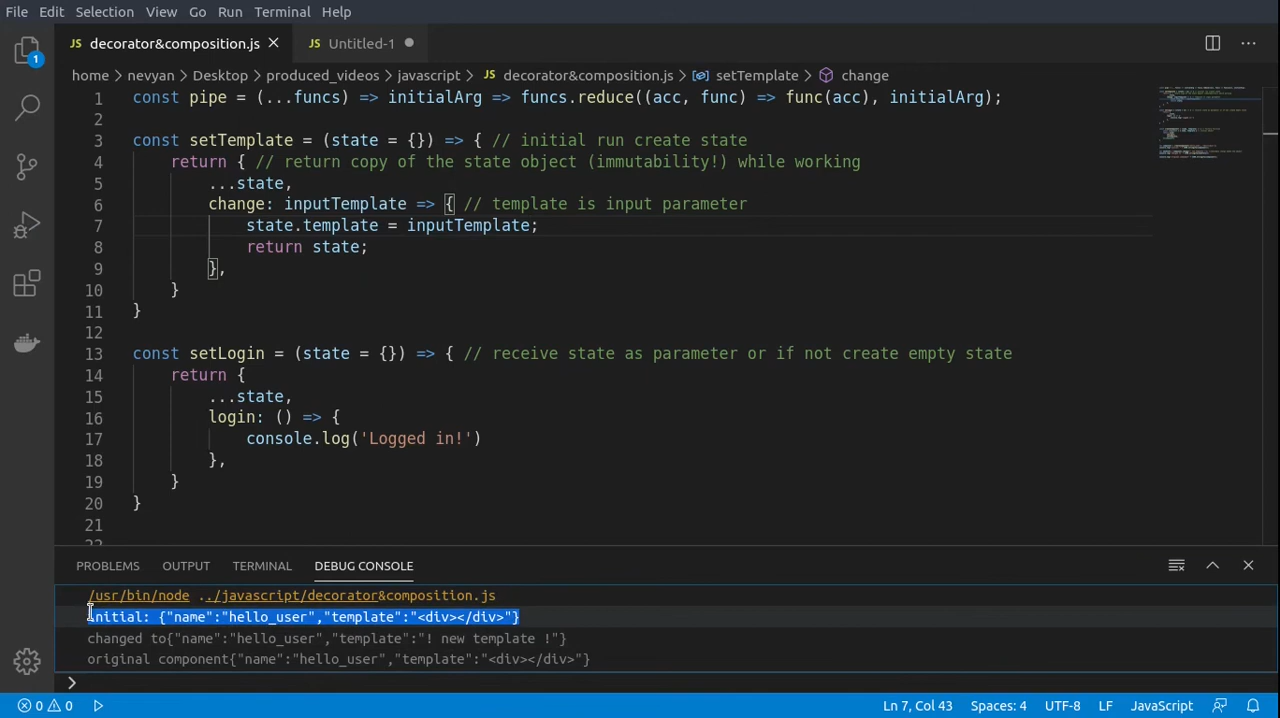 File Edit Selection View Go Run Terminal Help
JS decorator&composition.js JS Untitled-1
home > nevyan > Desktop > produced_videos > javascript > JS decorator&composition.js > setTemplate > change
1 const pipe = (...funcs) => initialArg => funcs.reduce((acc, func) => func(acc), initialArg);
2
3 const setTemplate = (state = {}) => { // initial run create state
4 return { // return copy of the state object (immutability!) while working
5 ...state,
6 change: inputTemplate => { // template is input parameter
7 state.template = inputTemplate;
8 return state;
9 },
10 }
11 }
12
13 const setLogin = (state = {}) => { // receive state as parameter or if not create empty state
14 return {
15 ...state,
16 login: () => {
17 console.log('Logged in!')
18 },
19 }
20 }
21
22
1
PROBLEMS OUTPUT TERMINAL DEBUG CONSOLE
/usr/bin/node ../javascript/decorator&composition.js
initial: {"name":"hello_user","template":"<div></div>"}
changed to{"name":"hello_user","template":"! new template !"}
original component{"name":"hello_user","template":"<div></div>"}
>
0 0 Ln 7, Col 43 Spaces: 4 UTF-8 LF JavaScript